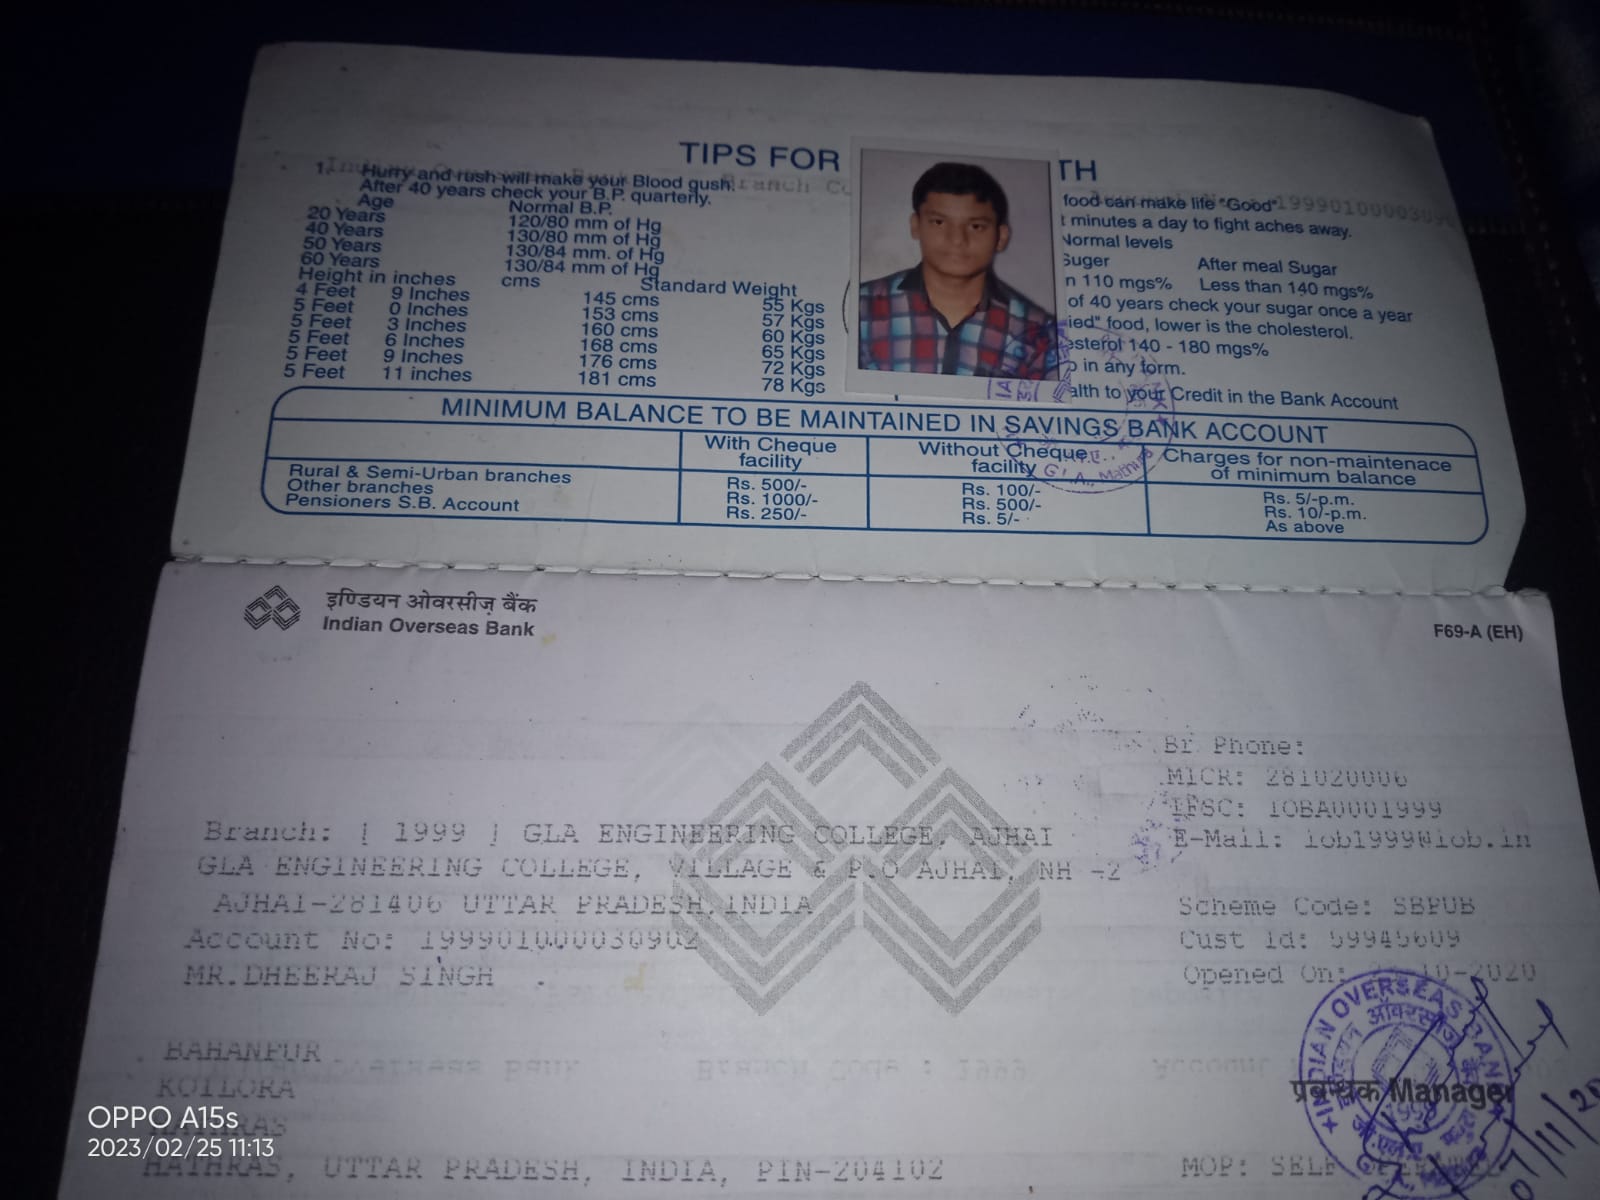 TIPS FOR
TH
1. Hurry and rush will make your Blood gush.
After 40 years check your B.P. quarterly.
Age Normal B.P.
20 Years 120/80 mm of Hg
40 Years 130/80 mm of Hg
50 Years 130/84 mm. of Hg
60 Years 130/84 mm of Hg
Height in inches cms Standard Weight
4 Feet 9 Inches 145 cms 55 Kgs
5 Feet 0 Inches 153 cms 57 Kgs
5 Feet 3 Inches 160 cms 60 Kgs
5 Feet 6 Inches 168 cms 65 Kgs
5 Feet 9 Inches 176 cms 72 Kgs
5 Feet 11 inches 181 cms 78 Kgs
food can make life "Good"
minutes a day to fight aches away.
Normal levels
Suger After meal Sugar
n 110 mgs% Less than 140 mgs%
of 40 years check your sugar once a year
ied" food, lower is the cholesterol.
esterol 140 - 180 mgs%
in any form.
alth to your Credit in the Bank Account
MINIMUM BALANCE TO BE MAINTAINED IN SAVINGS BANK ACCOUNT
With Cheque facility Without Cheque facility Charges for non-maintenace of minimum balance
Rural & Semi-Urban branches Rs. 500/- Rs. 100/- Rs. 5/-p.m.
Other branches Rs. 1000/- Rs. 500/- Rs. 10/-p.m.
Pensioners S.B. Account Rs. 250/- Rs. 5/- As above
इण्डियन ओवरसीज़ बैंक
Indian Overseas Bank
F69-A (EH)
Br Phone:
MICR: 281020006
IFSC: IOBA0001999
E-Mail: iob1999@iob.in
Branch: [ 1999 ] GLA ENGINEERING COLLEGE, AJHAI
GLA ENGINEERING COLLEGE, VILLAGE & P.O AJHAI, NH -2
AJHAI-281406 UTTAR PRADESH,INDIA
Scheme Code: SBPUB
Account No: 199901000030902
Cust Id: 59945609
MR.DHEERAJ SINGH .
Opened On: 10-2020
BAHANPUR
KOILORA
HATHRAS
HATHRAS, UTTAR PRADESH, INDIA, PIN-204102
MOP: SELF
INDIAN OVERSEAS BANK
प्रबन्धक Manager
OPPO A15s
2023/02/25 11:13